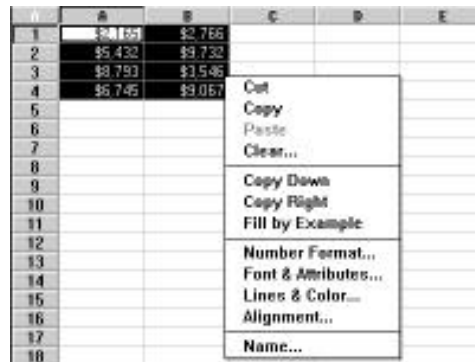 A B C D E
1 $2,165 $2,766
2 $5,432 $9,732
3 $8,793 $3,546
4 $6,745 $9,067
Cut
5 Copy
6 Paste
7 Clear...
8
9 Copy Down
10 Copy Right
11 Fill by Example
12
13 Number Format...
14 Font & Attributes...
15 Lines & Color...
16 Alignment...
17 Name...
18